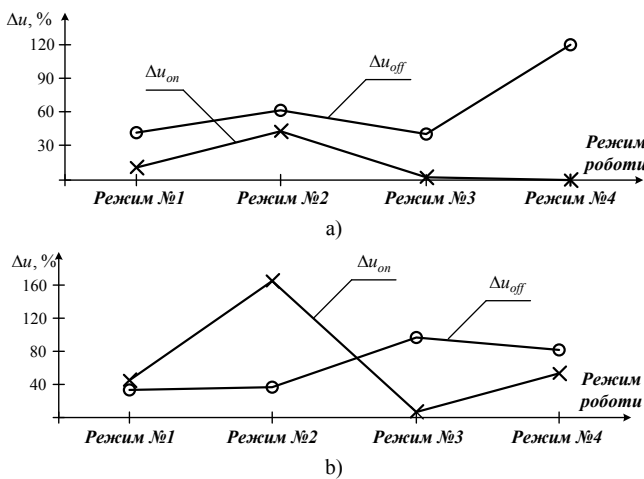 Δu, %
120
90
60
30
Δu_on
Δu_off
Режим
роботи
Режим №1 Режим №2 Режим №3 Режим №4
а)
Δu, %
160
120
80
40
Δu_on
Δu_off
Режим
роботи
Режим №1 Режим №2 Режим №3 Режим №4
b)